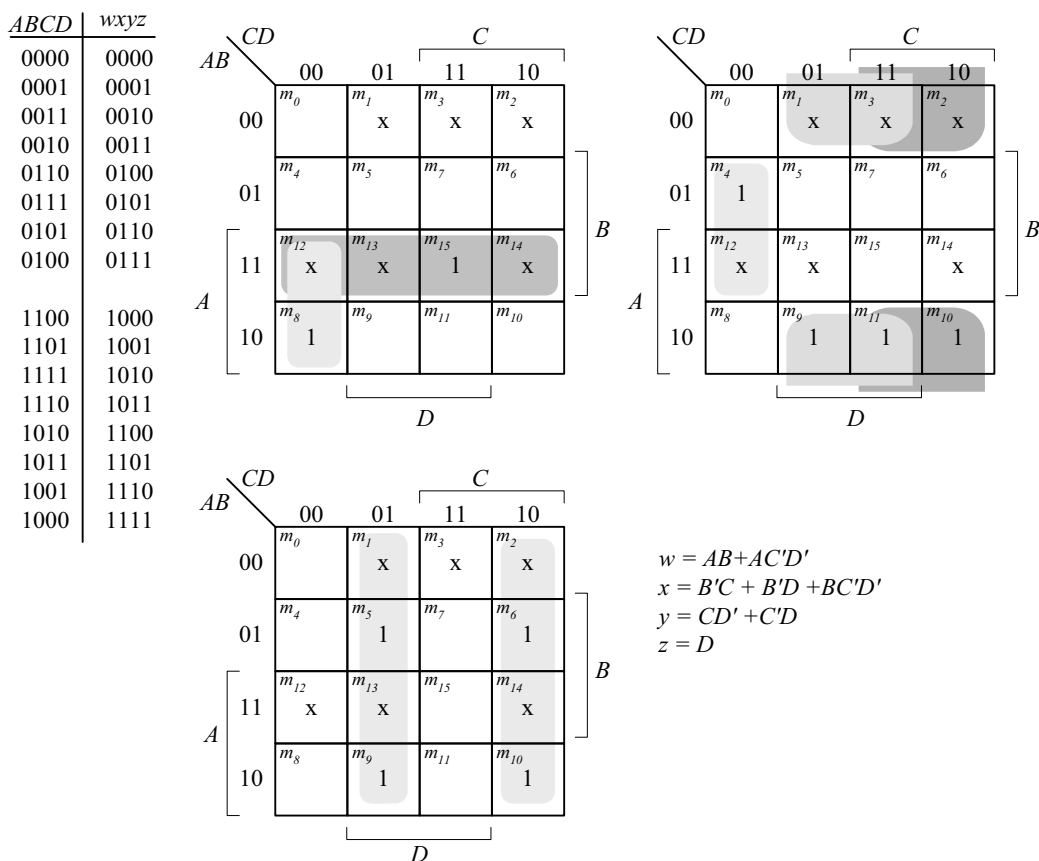 ABCD wxyz
0000 0000
0001 0001
0011 0010
0010 0011
0110 0100
0111 0101
0101 0110
0100 0111
1100 1000
1101 1001
1111 1010
1110 1011
1010 1100
1011 1101
1001 1110
1000 1111
CD C
AB
00 01 11 10
m0 m1 m3 m2
00 x x x
m4 m5 m7 m6
01
B
m12 m13 m15 m14
11 x x 1 x
A
m8 m9 m11 m10
10 1
D
CD C
AB
00 01 11 10
m0 m1 m3 m2
00 x x x
m4 m5 m7 m6
01 1
B
m12 m13 m15 m14
11 x x x
A
m8 m9 m11 m10
10 1 1 1
D
CD C
AB
00 01 11 10
m0 m1 m3 m2
00 x x x
m4 m5 m7 m6
01 1 1
B
m12 m13 m15 m14
11 x x x
A
m8 m9 m11 m10
10 1 1
D
w = AB+AC'D'
x = B'C + B'D +BC'D'
y = CD' +C'D
z = D